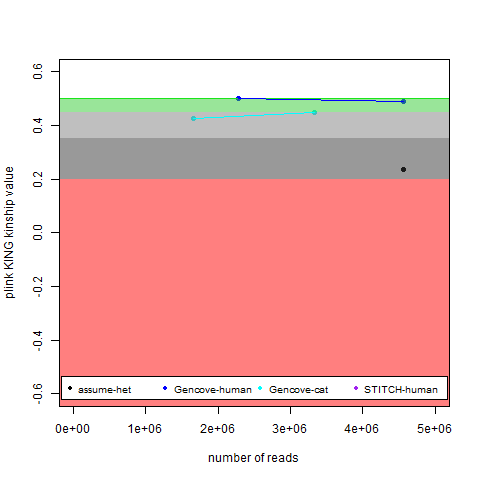 0.6
0.4
0.2
0.0
-0.2
-0.4
-0.6
plink KING kinship value
assume-het Gencove-human Gencove-cat STITCH-human
0e+00 1e+06 2e+06 3e+06 4e+06 5e+06
number of reads